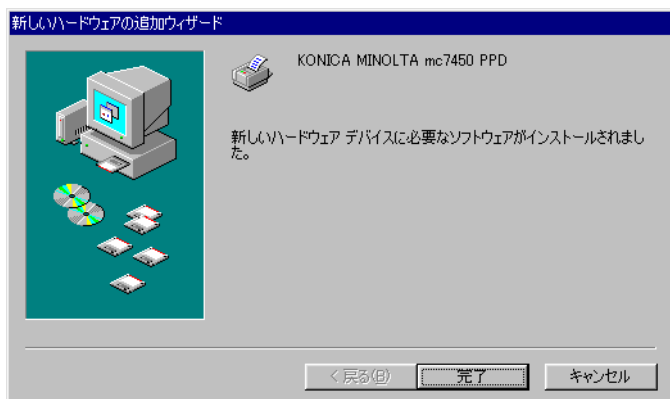 新しいハードウェアの追加ウィザード
KONICA MINOLTA mc7450 PPD
新しいハードウェア デバイスに必要なソフトウェアがインストールされまし
た。
< 戻る(B)
完了
キャンセル